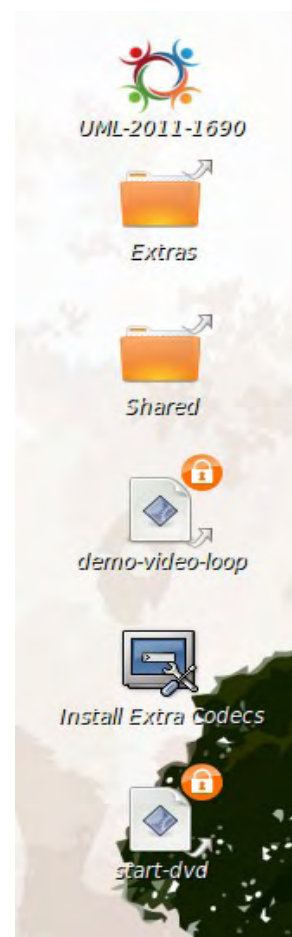 UML-2011-1690
Extras
Shared
demo-video-loop
Install Extra Codecs
start-dvd